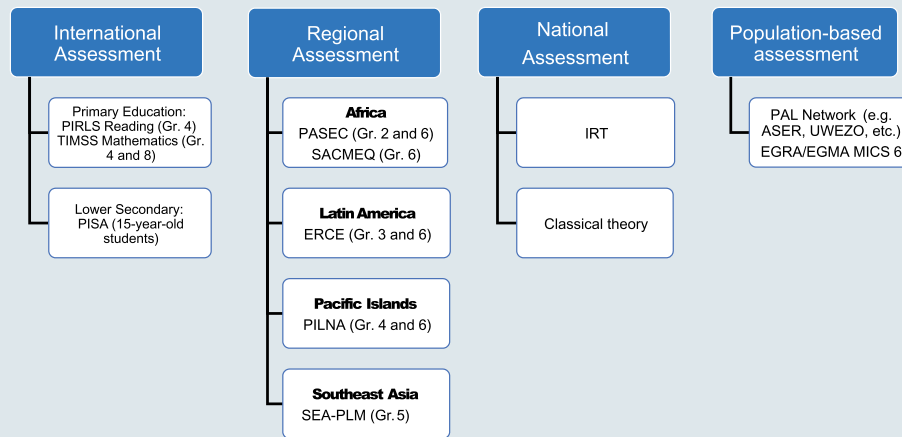 International
Assessment
Primary Education:
PIRLS Reading (Gr. 4)
TIMSS Mathematics (Gr.
4 and 8)
Lower Secondary:
PISA (15-year-old
students)
Regional
Assessment
Africa
PASEC (Gr. 2 and 6)
SACMEQ (Gr. 6)
Latin America
ERCE (Gr. 3 and 6)
Pacific Islands
PILNA (Gr. 4 and 6)
Southeast Asia
SEA-PLM (Gr. 5)
National
Assessment
IRT
Classical theory
Population-based
assessment
PAL Network (e.g.
ASER, UWEZO, etc.)
EGRA/EGMA MICS 6